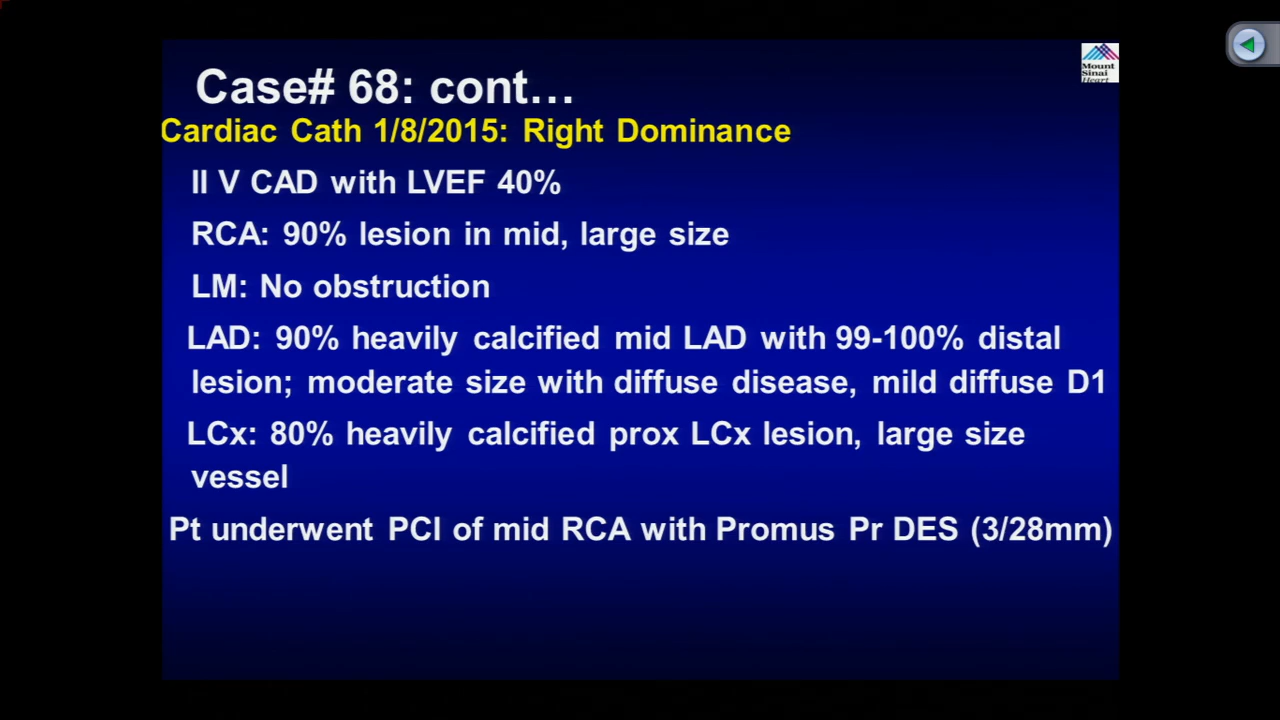 Case# 68: cont…
Mount
Sinai
Heart
Cardiac Cath 1/8/2015: Right Dominance
II V CAD with LVEF 40%
RCA: 90% lesion in mid, large size
LM: No obstruction
LAD: 90% heavily calcified mid LAD with 99-100% distal
lesion; moderate size with diffuse disease, mild diffuse D1
LCx: 80% heavily calcified prox LCx lesion, large size
vessel
Pt underwent PCI of mid RCA with Promus Pr DES (3/28mm)